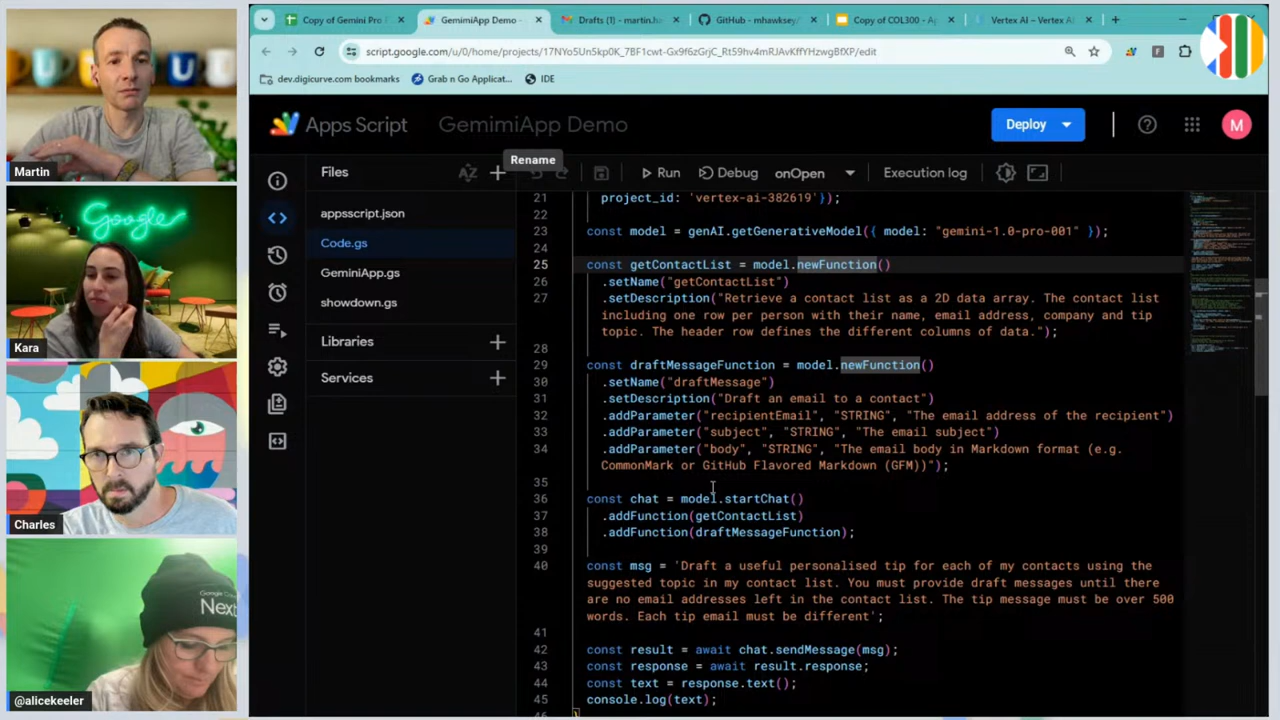 Martin
Google
Kara
Charles
Google Cloud
Next
@alicekeeler
Copy of Gemini Pro
GemimiApp Demo -
Drafts (1) - martin.ha
GitHub - mhawksey/
Copy of COL300 - Ap
Vertex AI – Vertex AI
script.google.com/u/0/home/projects/17NYo5Un5kp0K_7BF1cwt-Gx9f6zGrjC_Rt59hv4mRJAvKffYHzwgBfXP/edit
dev.digicurve.com bookmarks
Grab n Go Applicat...
IDE
Apps Script
GemimiApp Demo
Deploy
M
Rename
Files
AZ
Run
Debug
onOpen
Execution log
appsscript.json
Code.gs
GeminiApp.gs
showdown.gs
Libraries
Services
21 project_id: 'vertex-ai-382619'});
22
23 const model = genAI.getGenerativeModel({ model: "gemini-1.0-pro-001" });
24
25 const getContactList = model.newFunction()
26 .setName("getContactList")
27 .setDescription("Retrieve a contact list as a 2D data array. The contact list
including one row per person with their name, email address, company and tip
topic. The header row defines the different columns of data.");
28
29 const draftMessageFunction = model.newFunction()
30 .setName("draftMessage")
31 .setDescription("Draft an email to a contact")
32 .addParameter("recipientEmail", "STRING", "The email address of the recipient")
33 .addParameter("subject", "STRING", "The email subject")
34 .addParameter("body", "STRING", "The email body in Markdown format (e.g.
CommonMark or GitHub Flavored Markdown (GFM))");
35
36 const chat = model.startChat()
37 .addFunction(getContactList)
38 .addFunction(draftMessageFunction);
39
40 const msg = 'Draft a useful personalised tip for each of my contacts using the
suggested topic in my contact list. You must provide draft messages until there
are no email addresses left in the contact list. The tip message must be over 500
words. Each tip email must be different';
41
42 const result = await chat.sendMessage(msg);
43 const response = await result.response;
44 const text = response.text();
45 console.log(text);
46 }